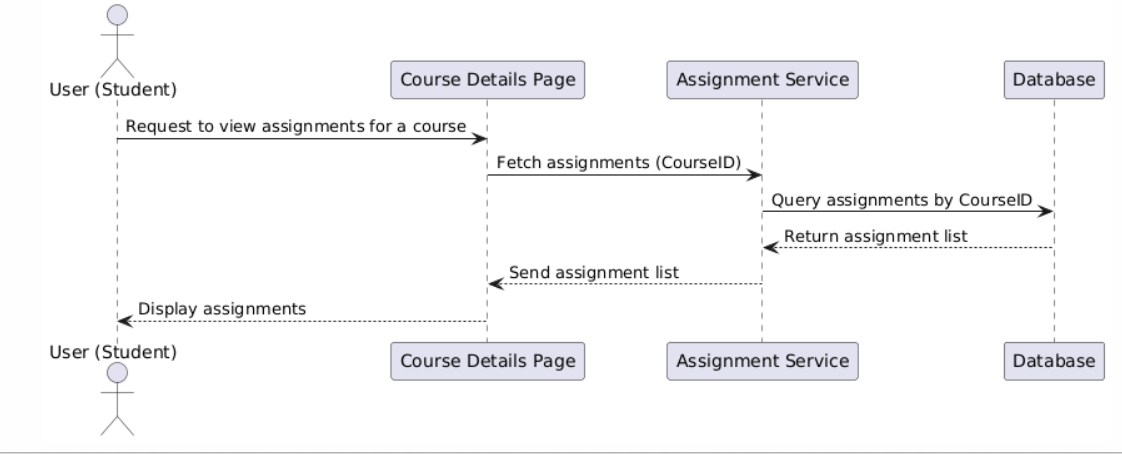 User (Student)
Course Details Page
Assignment Service
Database
Request to view assignments for a course
Fetch assignments (CourseID)
Query assignments by CourseID
Return assignment list
Send assignment list
Display assignments
User (Student)
Course Details Page
Assignment Service
Database